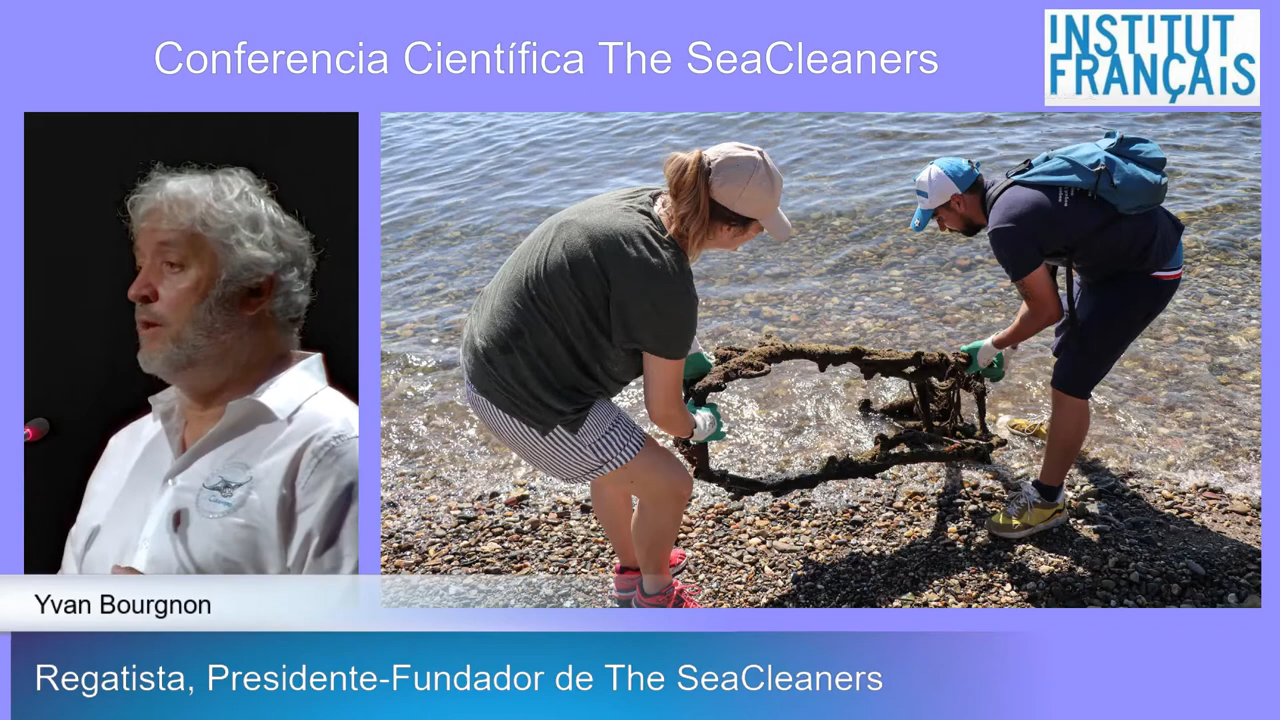 Conferencia Científica The SeaCleaners
INSTITUT
FRANÇAIS
Yvan Bourgnon
Regatista, Presidente-Fundador de The SeaCleaners